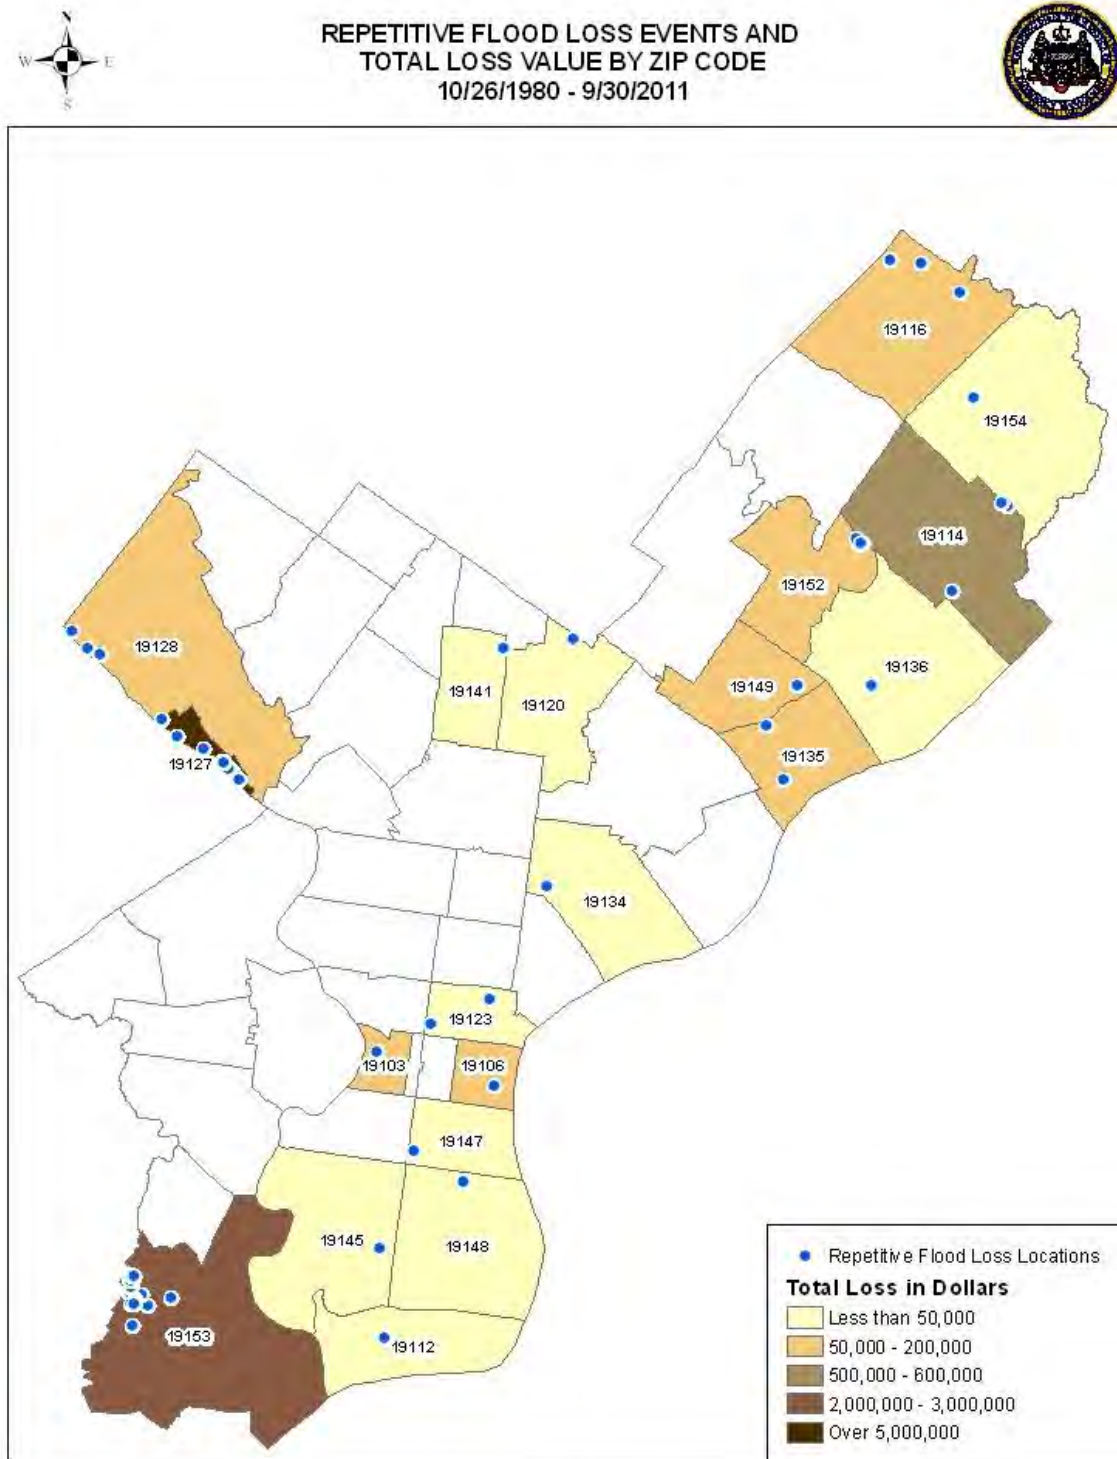 N
W E
S
REPETITIVE FLOOD LOSS EVENTS AND
TOTAL LOSS VALUE BY ZIP CODE
10/26/1980 - 9/30/2011
19116
19154
19114
19152
19128
19136
19149
19141
19120
19135
19127
19134
19123
19103
19106
19147
19145
19148
19153
19112
Repetitive Flood Loss Locations
Total Loss in Dollars
Less than 50,000
50,000 - 200,000
500,000 - 600,000
2,000,000 - 3,000,000
Over 5,000,000